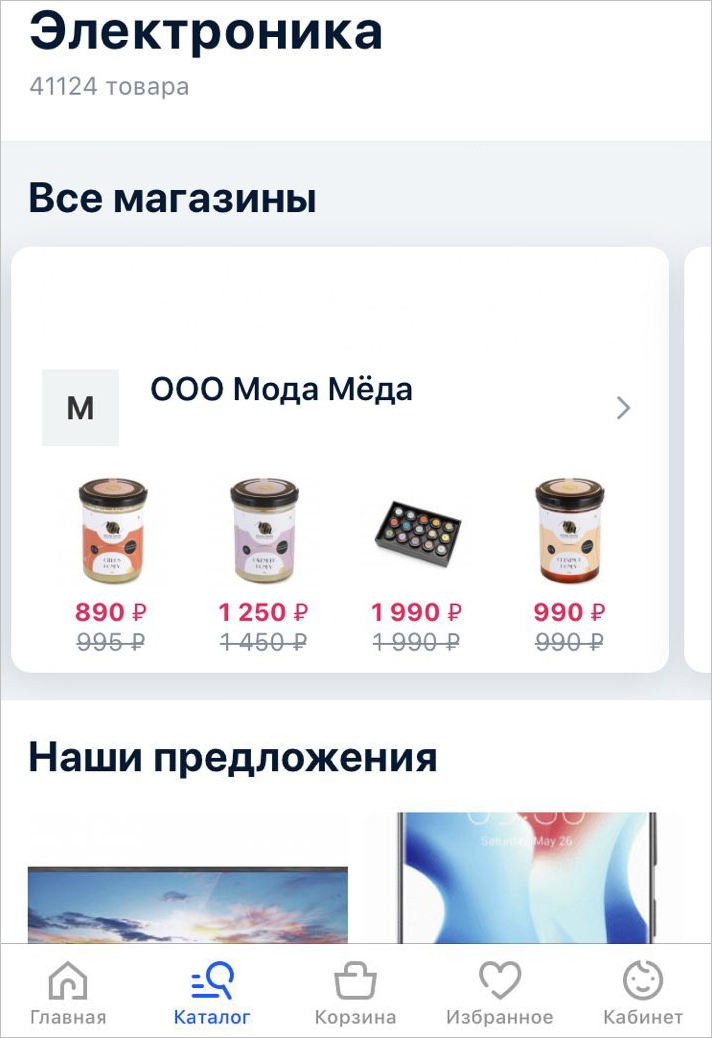 Электроника
41124 товара
Все магазины
М
ООО Мода Мёда
890 ₽
1 250 ₽
1 990 ₽
990 ₽
995 ₽
1 450 ₽
1 990 ₽
990 ₽
Наши предложения
Saturday, May 26
Главная
Каталог
Корзина
Избранное
Кабинет